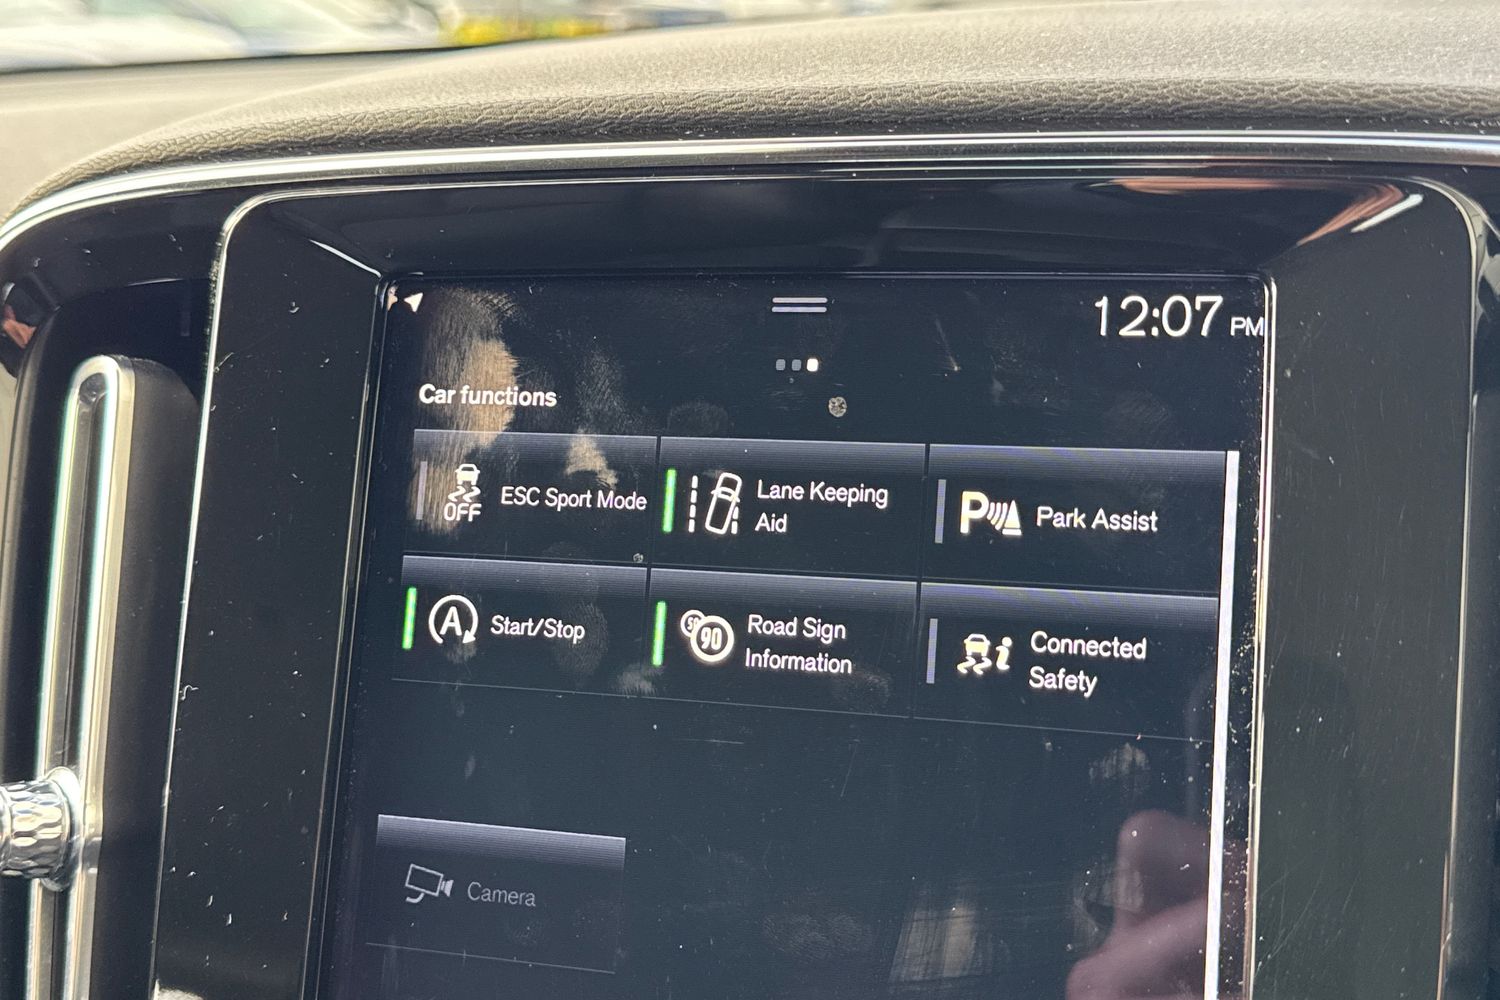 12:07 PM
Car functions
OFF ESC Sport Mode
Lane Keeping
Aid
P Park Assist
A Start/Stop
50 90 Road Sign
Information
i Connected
Safety
Camera